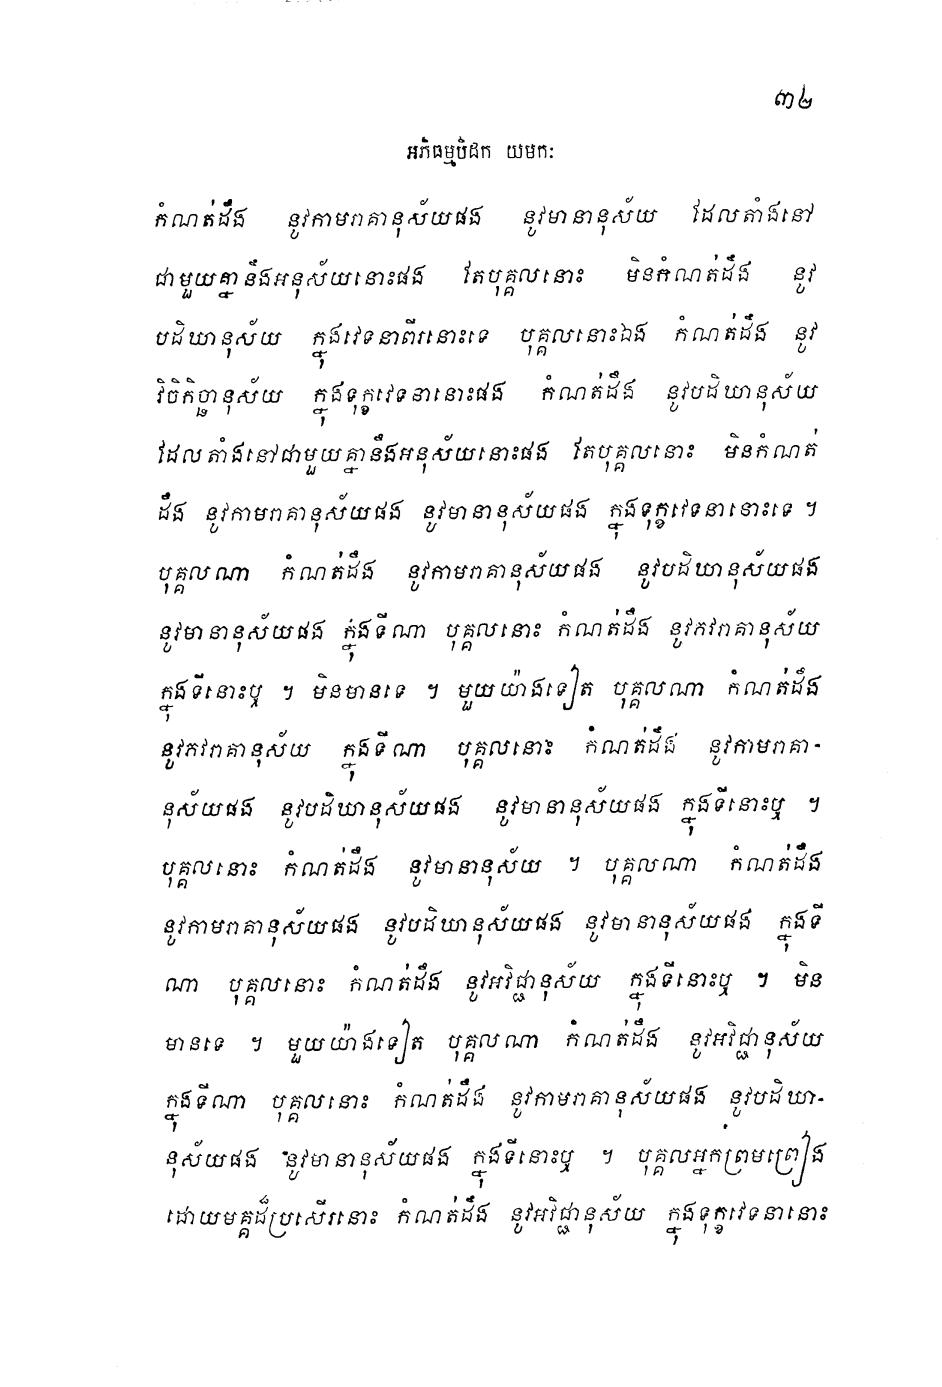 ៣២
អភិធម្មបិដក យមកៈ
កំណត់ដឹង នូវកាមរាគានុស័យផង នូវមានានុស័យ ដែលតាំងនៅ
ជាមួយគ្នានឹងអនុស័យនោះផង តែបុគ្គលនោះ មិនកំណត់ដឹង នូវ
បដិឃានុស័យ ក្នុងវេទនាពីរនោះទេ បុគ្គលនោះឯង កំណត់ដឹង នូវ
វិចិកិច្ឆានុស័យ ក្នុងទុក្ខវេទនានោះផង កំណត់ដឹង នូវបដិឃានុស័យ
ដែលតាំងនៅជាមួយគ្នានឹងអនុស័យនោះផង តែបុគ្គលនោះ មិនកំណត់
ដឹង នូវកាមរាគានុស័យផង នូវមានានុស័យផង ក្នុងទុក្ខវេទនានោះទេ ។
បុគ្គលណា កំណត់ដឹង នូវកាមរាគានុស័យផង នូវបដិឃានុស័យផង
នូវមានានុស័យផង ក្នុងទីណា បុគ្គលនោះ កំណត់ដឹង នូវភវរាគានុស័យ
ក្នុងទីនោះឬ ។ មិនមានទេ ។ មួយយ៉ាងទៀត បុគ្គលណា កំណត់ដឹង
នូវភវរាគានុស័យ ក្នុងទីណា បុគ្គលនោះ កំណត់ដឹង នូវកាមរាគា-
នុស័យផង នូវបដិឃានុស័យផង នូវមានានុស័យផង ក្នុងទីនោះឬ ។
បុគ្គលនោះ កំណត់ដឹង នូវមានានុស័យ ។ បុគ្គលណា កំណត់ដឹង
នូវកាមរាគានុស័យផង នូវបដិឃានុស័យផង នូវមានានុស័យផង ក្នុងទី
ណា បុគ្គលនោះ កំណត់ដឹង នូវអវិជ្ជានុស័យ ក្នុងទីនោះឬ ។ មិន
មានទេ ។ មួយយ៉ាងទៀត បុគ្គលណា កំណត់ដឹង នូវអវិជ្ជានុស័យ
ក្នុងទីណា បុគ្គលនោះ កំណត់ដឹង នូវកាមរាគានុស័យផង នូវបដិឃា-
នុស័យផង នូវមានានុស័យផង ក្នុងទីនោះឬ ។ បុគ្គលអ្នកព្រមព្រៀង
ដោយមគ្គដ៏ប្រសើរនោះ កំណត់ដឹង នូវអវិជ្ជានុស័យ ក្នុងទុក្ខវេទនានោះ